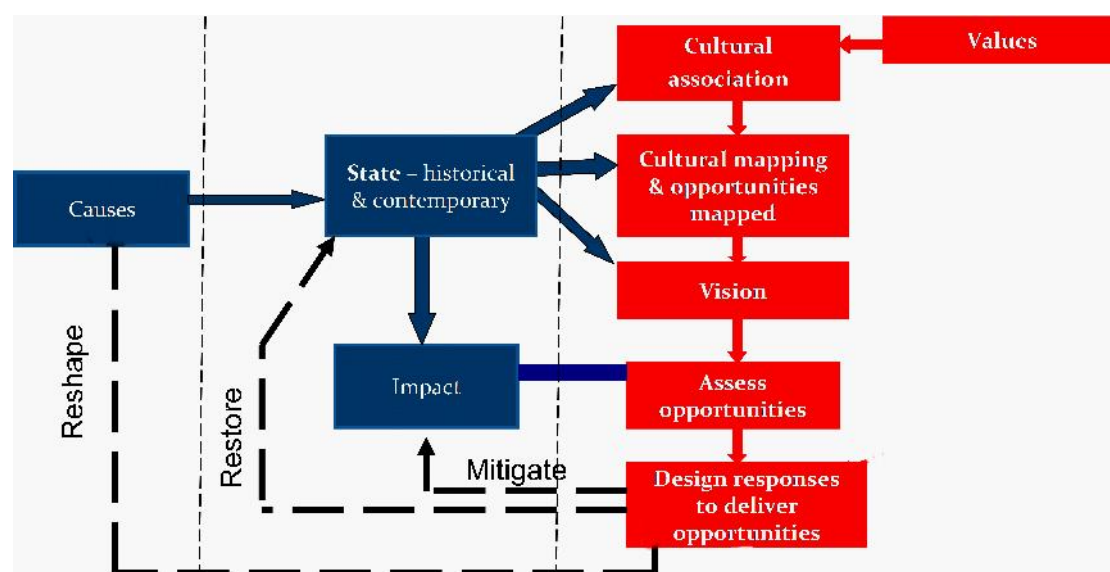 Cultural
association
Values
State – historical
& contemporary
Cultural mapping
& opportunities
mapped
Causes
Vision
Reshape
Restore
Impact
Assess
opportunities
Mitigate
Design responses
to deliver
opportunities